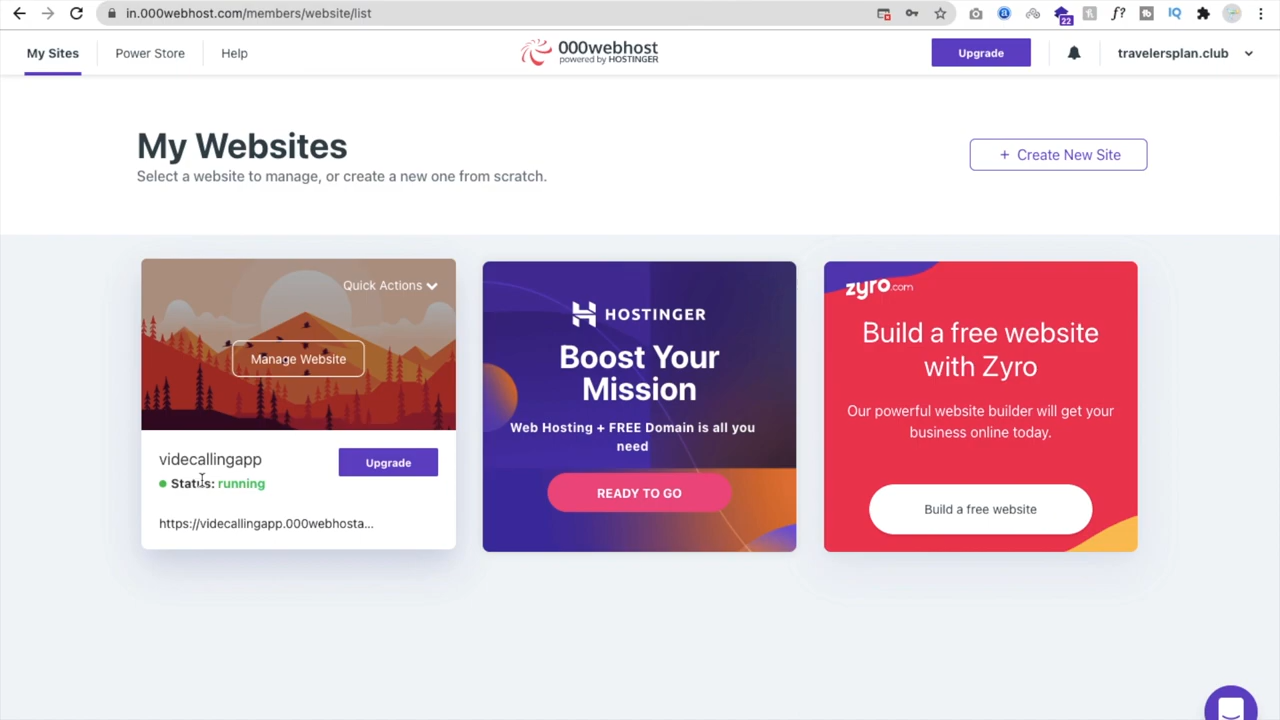 in.000webhost.com/members/website/list
22
f?
IQ
My Sites
Power Store
Help
000webhost
powered by HOSTINGER
Upgrade
travelersplan.club
My Websites
Select a website to manage, or create a new one from scratch.
+ Create New Site
Quick Actions
Manage Website
videcallingapp
Upgrade
Status: running
https://videcallingapp.000webhosta...
HOSTINGER
Boost Your
Mission
Web Hosting + FREE Domain is all you
need
READY TO GO
zyro.com
Build a free website
with Zyro
Our powerful website builder will get your
business online today.
Build a free website